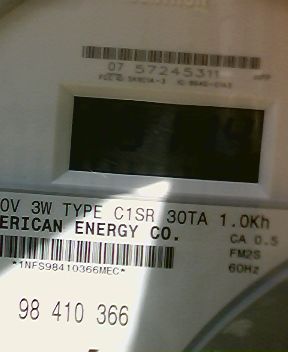 07 57245311
0V 3W TYPE C1SR 30TA 1.0Kh
ERICAN ENERGY CO.
CA 0.5
FM2S
60Hz
*1NFS98410366MEC*
98 410 366